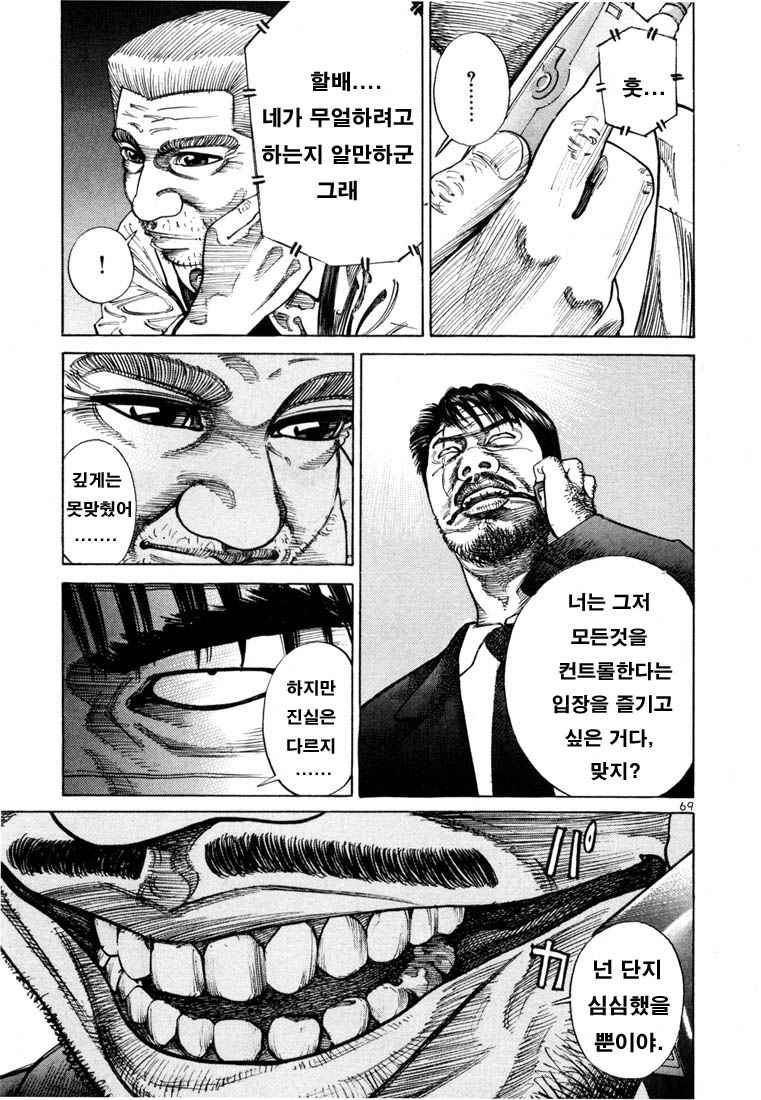 훗...
?......
할배....
네가 무얼하려고
하는지 알만하군
그래
!
너는 그저
모든것을
컨트롤한다는
입장을 즐기고
싶은 거다,
맞지?
깊게는
못맞췄어
.......
하지만
진실은
다르지
......
69
パカ
넌 단지
심심했을
뿐이야.